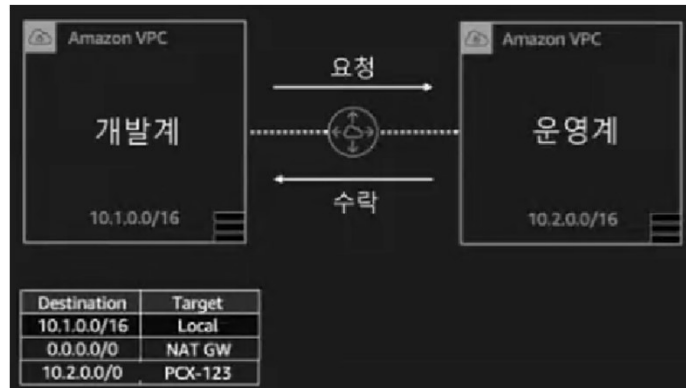 Amazon VPC
개발계
10.1.0.0/16
요청
수락
Amazon VPC
운영계
10.2.0.0/16
Destination Target
10.1.0.0/16 Local
0.0.0.0/0 NAT GW
10.2.0.0/0 PCX-123